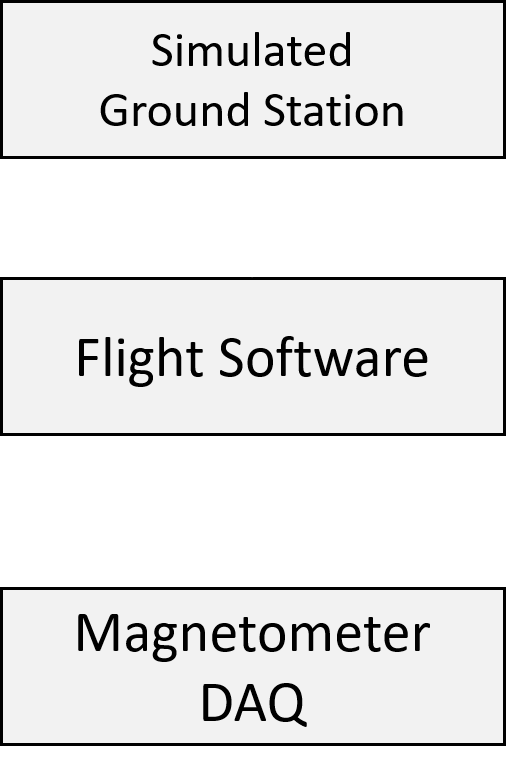 Simulated
Ground Station
Flight Software
Magnetometer
DAQ